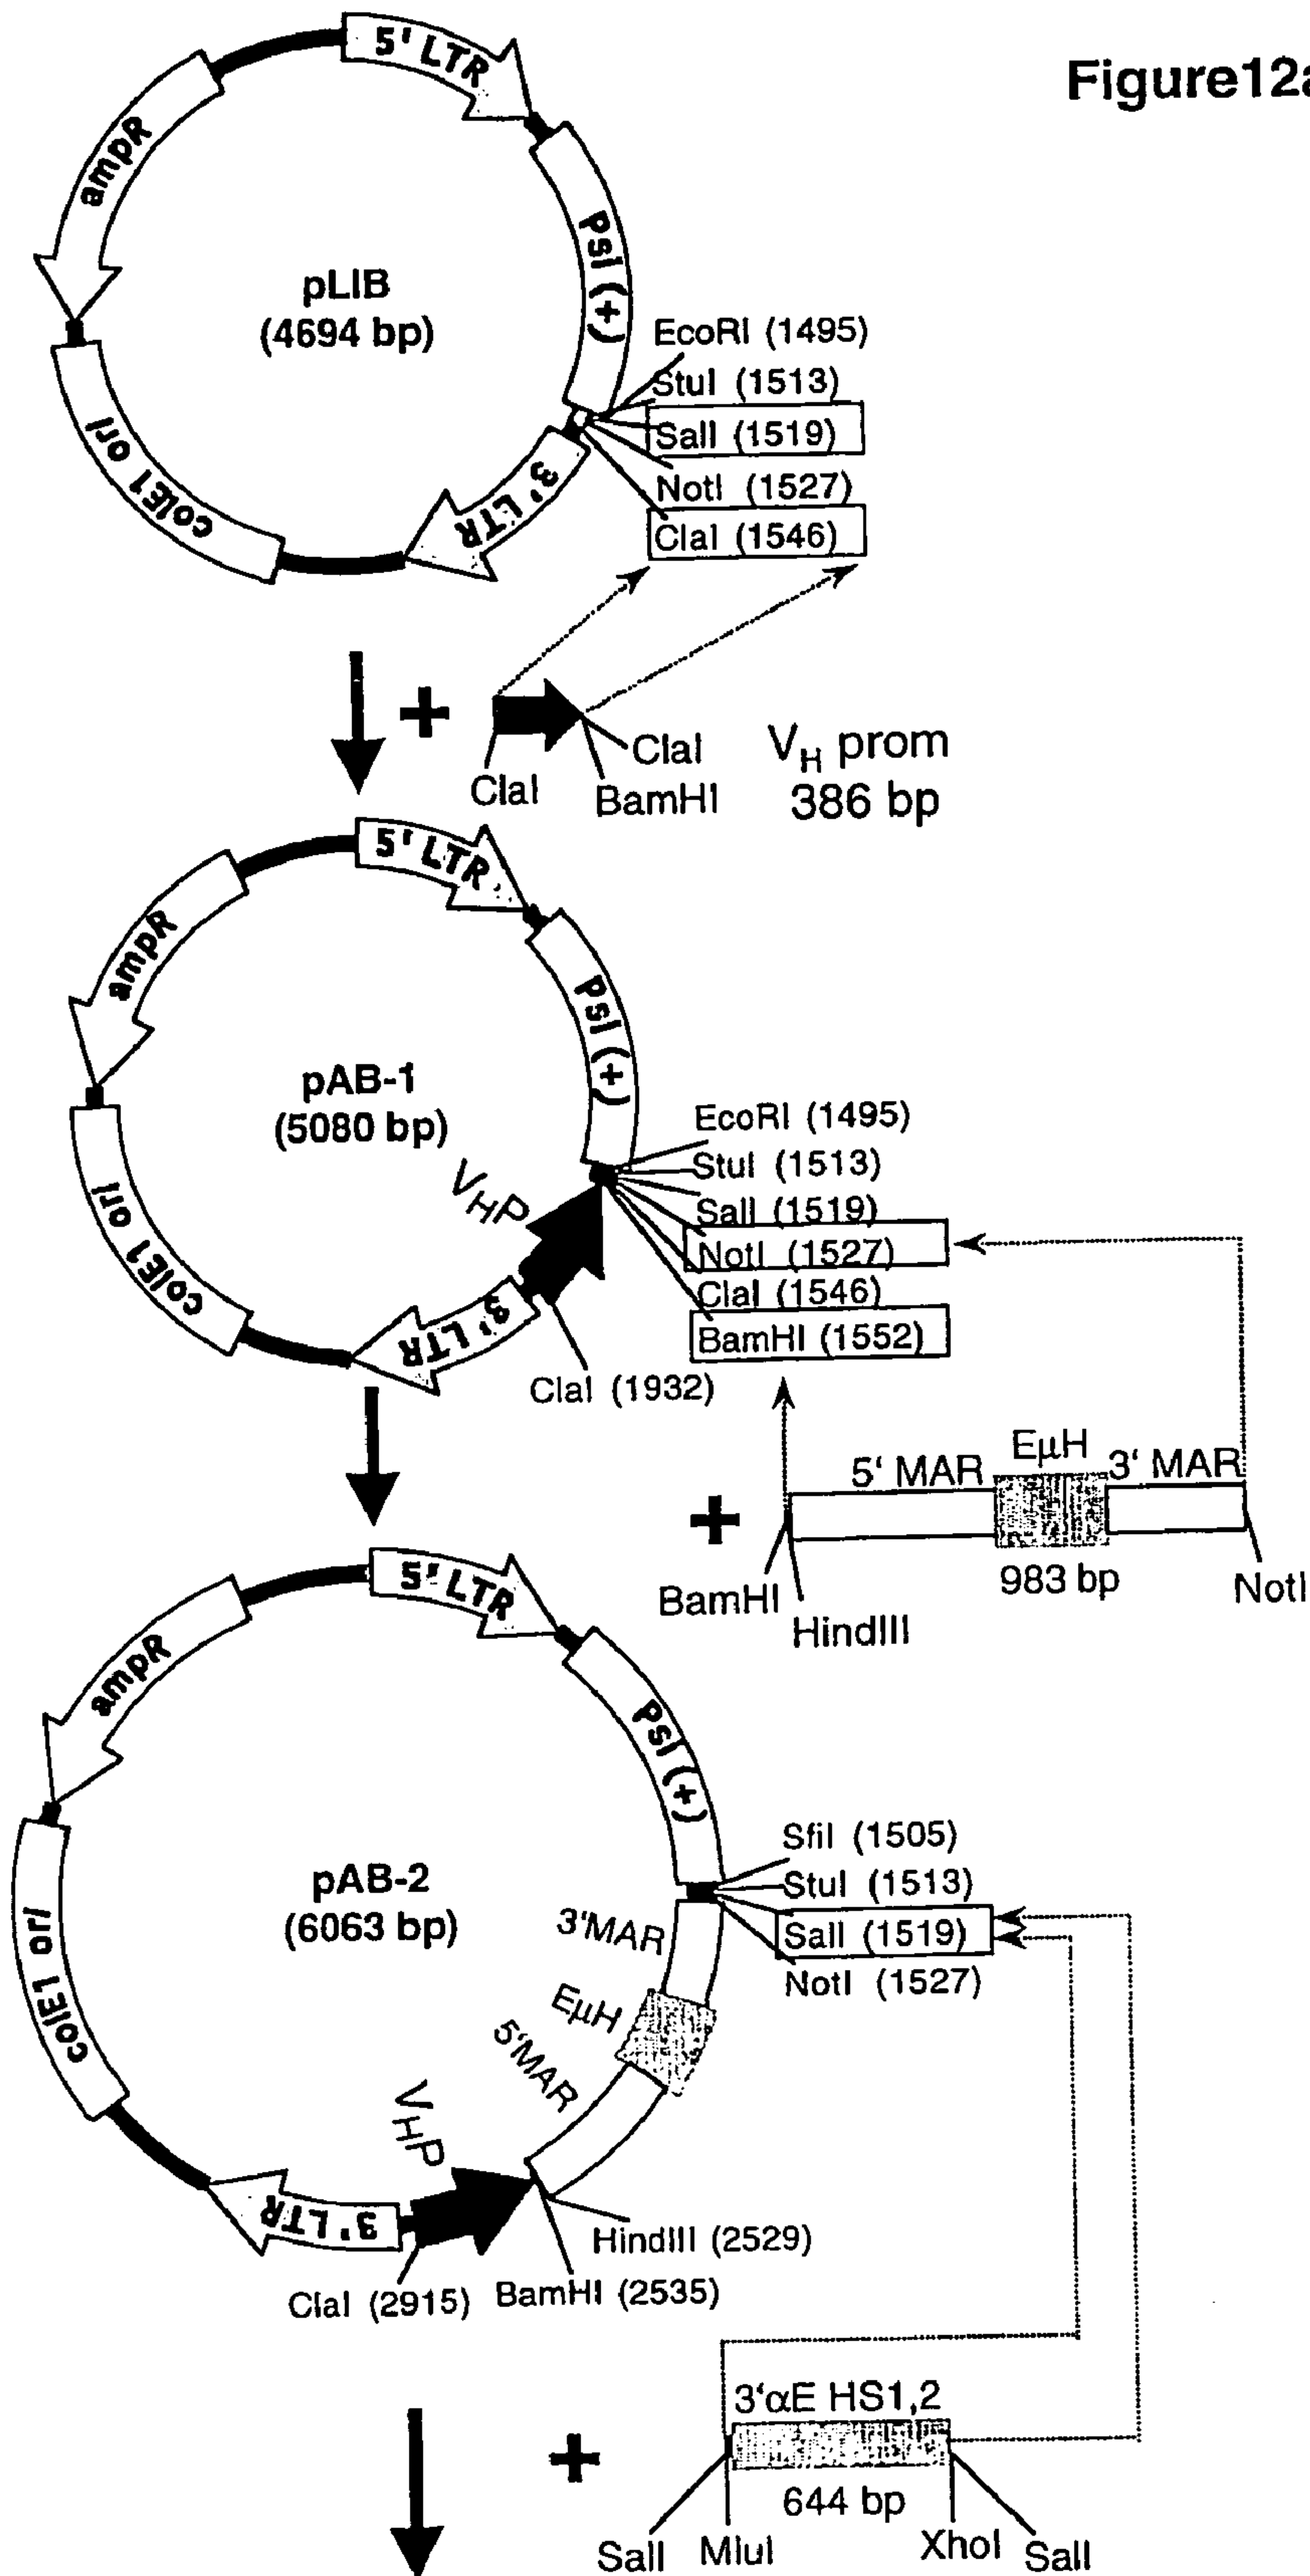 Figure12a
5' LTR
ampR
Psi (+)
pLIB
(4694 bp)
EcoRI (1495)
StuI (1513)
SalI (1519)
NotI (1527)
ClaI (1546)
colE1 ori
3' LTR
+
ClaI
ClaI
BamHI
VH prom
386 bp
5' LTR
ampR
Psi (+)
pAB-1
(5080 bp)
EcoRI (1495)
StuI (1513)
SalI (1519)
NotI (1527)
ClaI (1546)
BamHI (1552)
VHP
colE1 ori
3' LTR
ClaI (1932)
+
5' MAR
EμH
3' MAR
983 bp
BamHI
HindIII
NotI
5' LTR
ampR
Psi (+)
pAB-2
(6063 bp)
SfiI (1505)
StuI (1513)
SalI (1519)
NotI (1527)
3'MAR
EμH
5'MAR
VHP
colE1 ori
3' LTR
HindIII (2529)
BamHI (2535)
ClaI (2915)
+
3'αE HS1,2
644 bp
SalI
MluI
XhoI
SalI